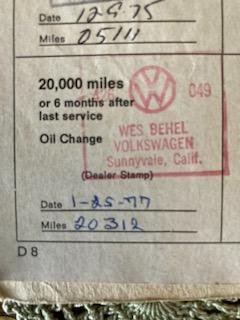 Date 12-9-75
Miles 05111
20,000 miles
or 6 months after
last service
Oil Change
049
WES BEHEL
VOLKSWAGEN
Sunnyvale, Calif.
(Dealer Stamp)
Date 1-25-77
Miles 20312
D 8